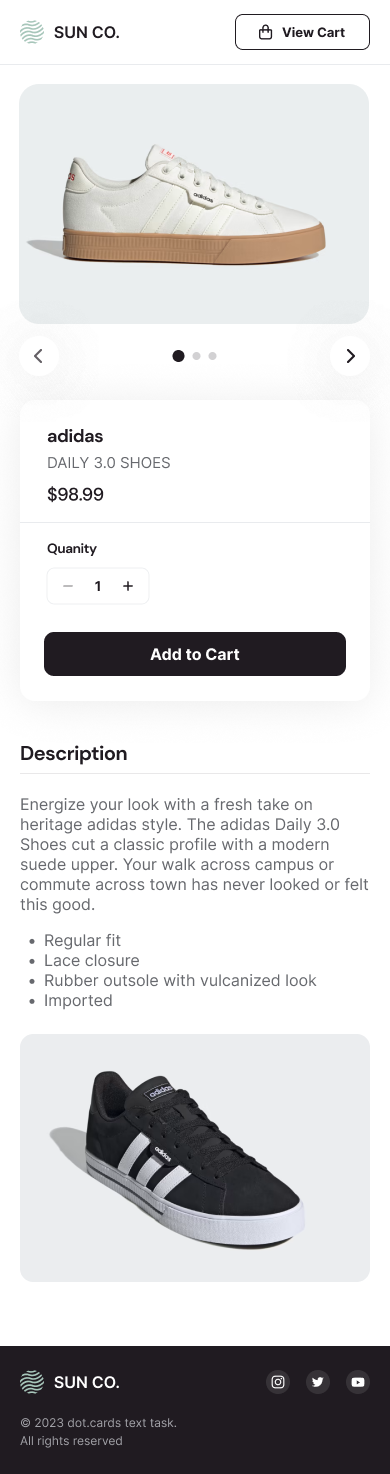 SUN CO.
View Cart
adidas
adidas
DAILY 3.0 SHOES
$98.99
Quanity
1
Add to Cart
Description
Energize your look with a fresh take on
heritage adidas style. The adidas Daily 3.0
Shoes cut a classic profile with a modern
suede upper. Your walk across campus or
commute across town has never looked or felt
this good.
• Regular fit
• Lace closure
• Rubber outsole with vulcanized look
• Imported
adidas
adidas
SUN CO.
© 2023 dot.cards text task.
All rights reserved